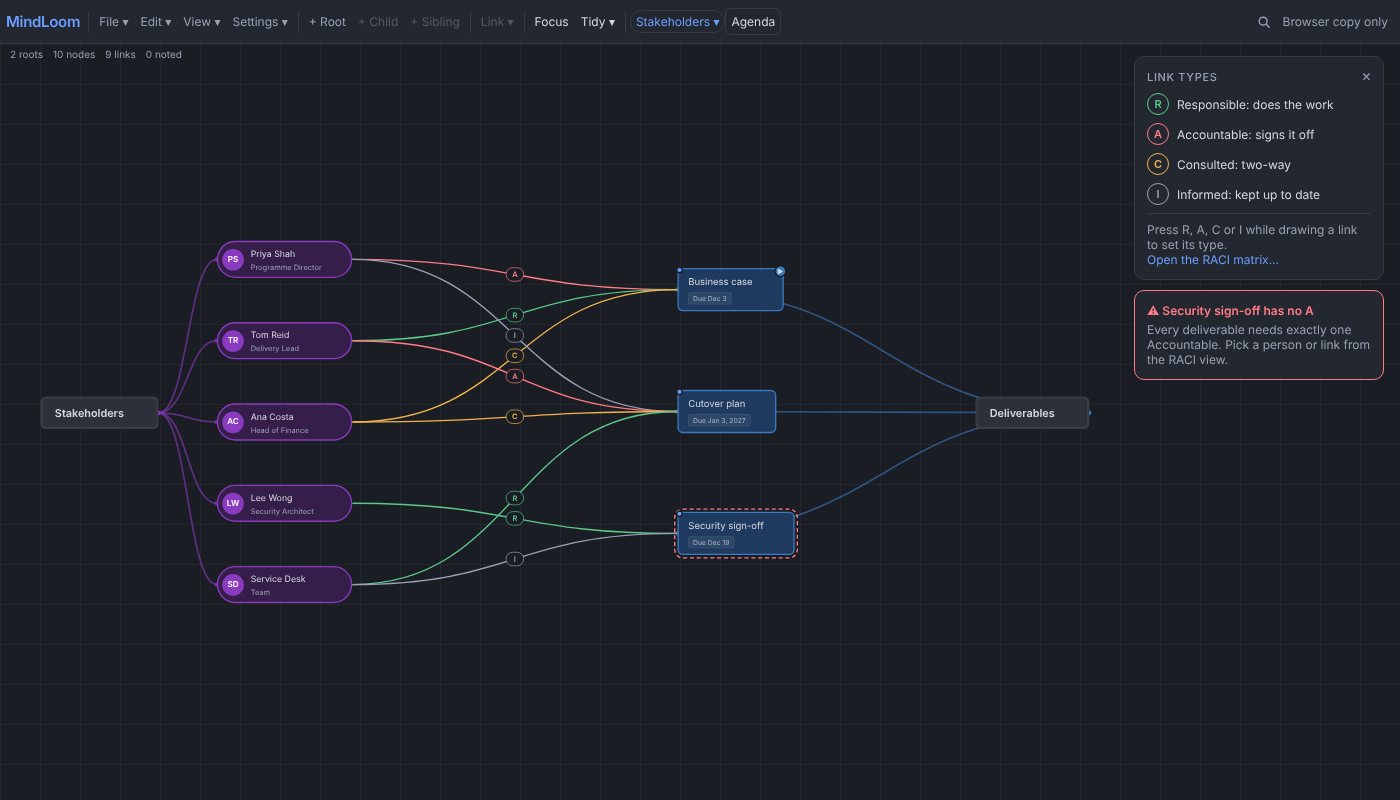 MindLoom File ▾ Edit ▾ View ▾ Settings ▾ + Root + Child + Sibling Link ▾ Focus Tidy ▾ Stakeholders ▾ Agenda Browser copy only
2 roots 10 nodes 9 links 0 noted
LINK TYPES ✕
R Responsible: does the work
A Accountable: signs it off
C Consulted: two-way
I Informed: kept up to date
Press R, A, C or I while drawing a link
to set its type.
Open the RACI matrix...
⚠ Security sign-off has no A
Every deliverable needs exactly one
Accountable. Pick a person or link from
the RACI view.
Stakeholders
PS Priya Shah
Programme Director
TR Tom Reid
Delivery Lead
AC Ana Costa
Head of Finance
LW Lee Wong
Security Architect
SD Service Desk
Team
A
R
I
C
A
C
R
R
I
Business case
Due Dec 3
Cutover plan
Due Jan 3, 2027
Security sign-off
Due Dec 19
Deliverables